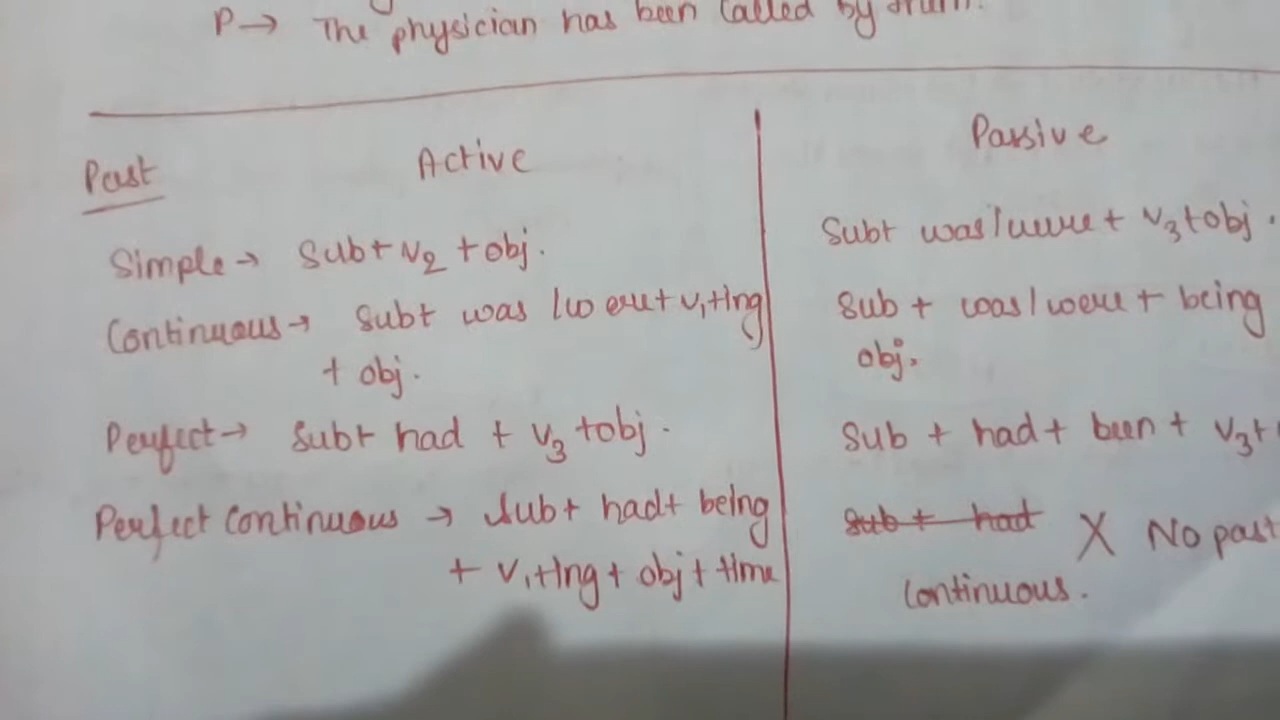 P→ The physician has been called by
Past
Active
Passive
Simple → Sub+ V2 + obj.
Sub+ was/were + V3+obj.
Continuous → Sub+ was /were+ V1+ing
+ obj.
Sub + was/were + being
obj.
Perfect → Sub+ had + V3 +obj.
Sub + had+ been + V3+
Perfect continuous → Sub+ had+ being
+ V1+ing + obj + time
Sub + had X No past
continuous.